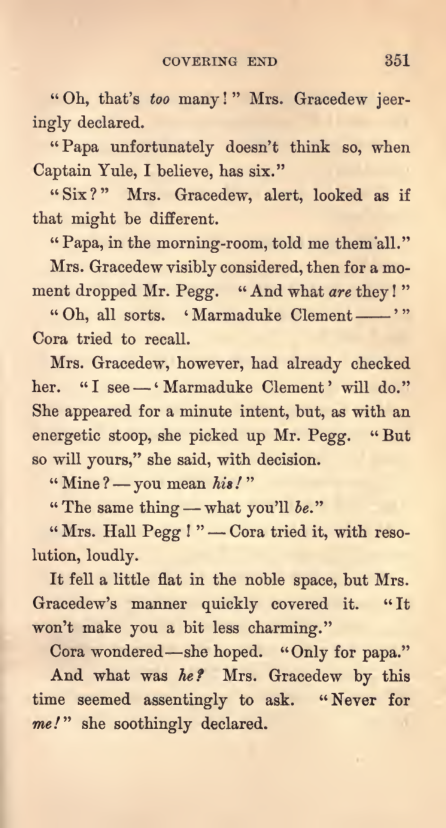 COVERING END 351
“Oh, that’s too many!” Mrs. Gracedew jeer-
ingly declared.
“Papa unfortunately doesn’t think so, when
Captain Yule, I believe, has six.”
“Six?” Mrs. Gracedew, alert, looked as if
that might be different.
“Papa, in the morning-room, told me them all.”
Mrs. Gracedew visibly considered, then for a mo-
ment dropped Mr. Pegg. “And what are they!”
“Oh, all sorts. ‘Marmaduke Clement——’”
Cora tried to recall.
Mrs. Gracedew, however, had already checked
her. “I see—‘Marmaduke Clement’ will do.”
She appeared for a minute intent, but, as with an
energetic stoop, she picked up Mr. Pegg. “But
so will yours,” she said, with decision.
“Mine?—you mean his!”
“The same thing—what you’ll be.”
“Mrs. Hall Pegg!”—Cora tried it, with reso-
lution, loudly.
It fell a little flat in the noble space, but Mrs.
Gracedew’s manner quickly covered it. “It
won’t make you a bit less charming.”
Cora wondered—she hoped. “Only for papa.”
And what was he? Mrs. Gracedew by this
time seemed assentingly to ask. “Never for
me!” she soothingly declared.